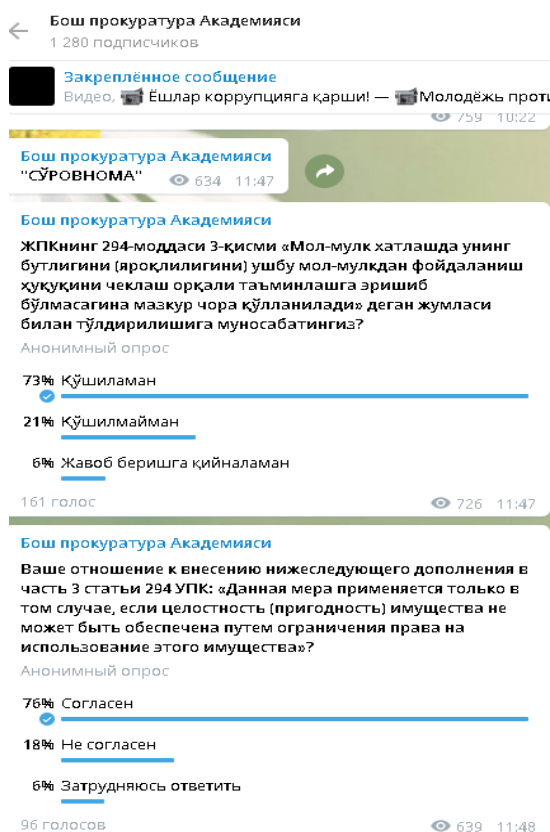 Бош прокуратура Академияси
1 280 подписчиков
Закреплённое сообщение
Видео, Ёшлар коррупцияга қарши! — Молодёжь проти
759 10:22
Бош прокуратура Академияси
"СЎРОВНОМА" 634 11:47
Бош прокуратура Академияси
ЖПКнинг 294-моддаси 3-қисми «Мол-мулк хатлашда унинг
бутлигини (яроқлилигини) ушбу мол-мулкдан фойдаланиш
ҳуқуқини чеклаш орқали таъминлашга эришиб
бўлмасагина мазкур чора қўлланилади» деган жумласи
билан тўлдирилишига муносабатингиз?
Анонимный опрос
73% Қўшиламан
21% Қўшилмайман
6% Жавоб беришга қийналаман
161 голос 726 11:47
Бош прокуратура Академияси
Ваше отношение к внесению нижеследующего дополнения в
часть 3 статьи 294 УПК: «Данная мера применяется только в
том случае, если целостность (пригодность) имущества не
может быть обеспечена путем ограничения права на
использование этого имущества»?
Анонимный опрос
76% Согласен
18% Не согласен
6% Затрудняюсь ответить
96 голосов 639 11:48